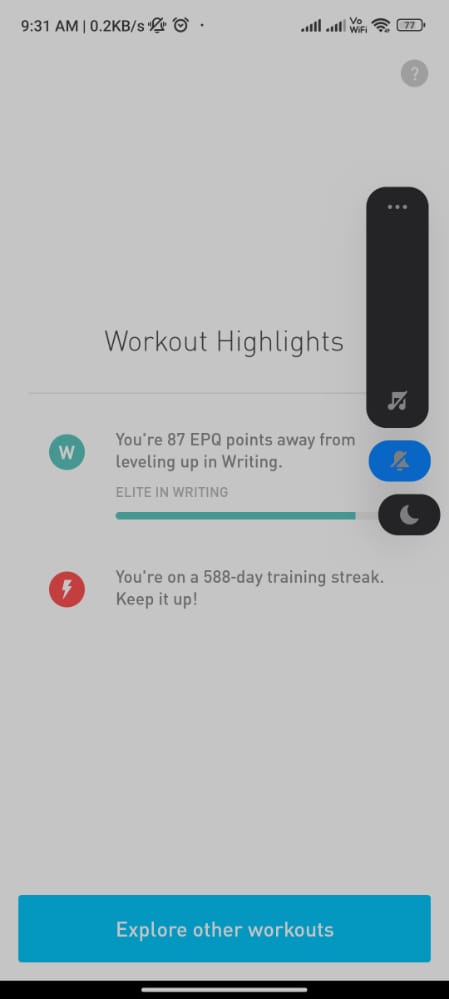 9:31 AM | 0.2KB/s
Vo
WiFi
77
?
Workout Highlights
W
You're 87 EPQ points away from
leveling up in Writing.
ELITE IN WRITING
You're on a 588-day training streak.
Keep it up!
Explore other workouts